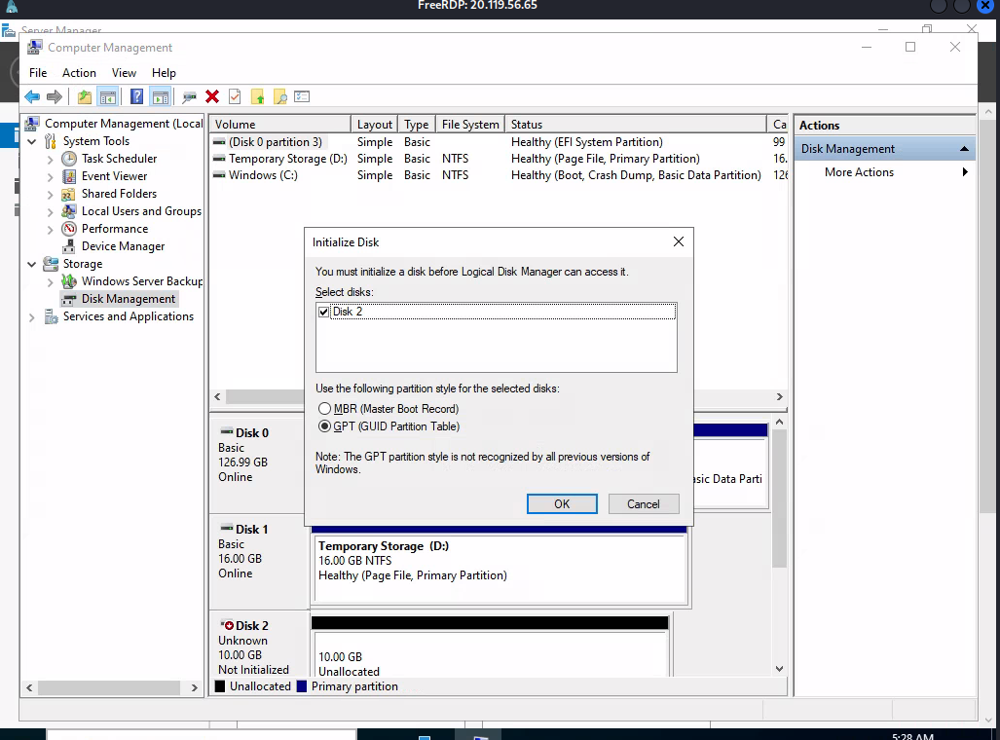 FreeRDP: 20.119.56.65
Server Manager
Computer Management
File Action View Help
Computer Management (Local
System Tools
Task Scheduler
Event Viewer
Shared Folders
Local Users and Groups
Performance
Device Manager
Storage
Windows Server Backup
Disk Management
Services and Applications
Volume Layout Type File System Status Ca
(Disk 0 partition 3) Simple Basic Healthy (EFI System Partition) 99
Temporary Storage (D:) Simple Basic NTFS Healthy (Page File, Primary Partition) 16.
Windows (C:) Simple Basic NTFS Healthy (Boot, Crash Dump, Basic Data Partition) 126
Actions
Disk Management
More Actions
Initialize Disk
You must initialize a disk before Logical Disk Manager can access it.
Select disks:
Disk 2
Use the following partition style for the selected disks:
MBR (Master Boot Record)
GPT (GUID Partition Table)
Note: The GPT partition style is not recognized by all previous versions of
Windows.
OK Cancel
Disk 0
Basic
126.99 GB
Online
asic Data Parti
Disk 1
Basic
16.00 GB
Online
Temporary Storage (D:)
16.00 GB NTFS
Healthy (Page File, Primary Partition)
Disk 2
Unknown
10.00 GB
Not Initialized
10.00 GB
Unallocated
Unallocated Primary partition
5:28 AM